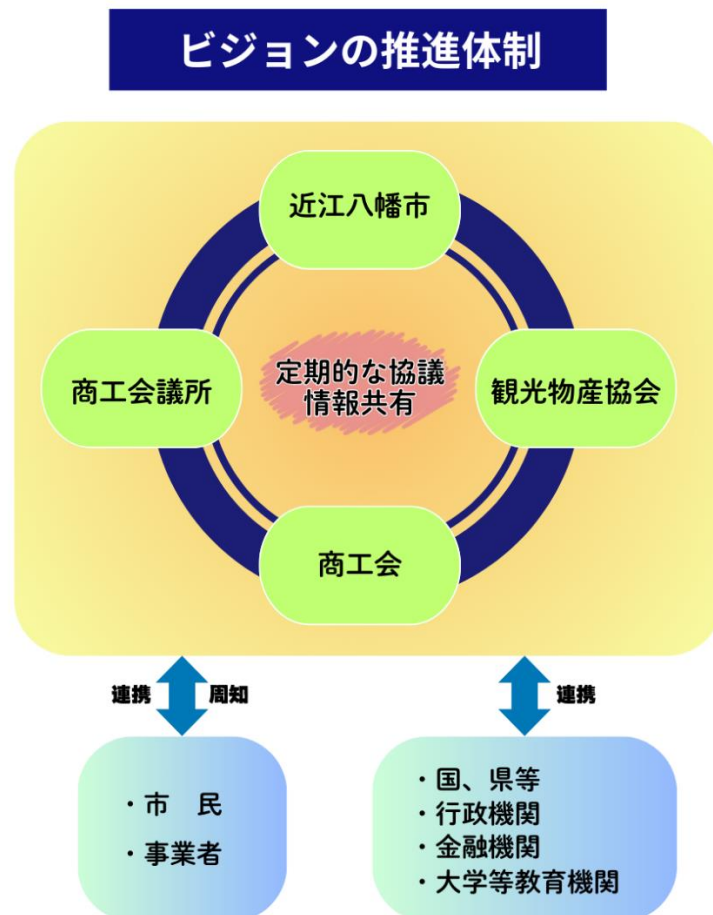 ビジョンの推進体制
近江八幡市
商工会議所
定期的な協議
情報共有
観光物産協会
商工会
連携 周知
連携
・市　民
・事業者
・国、県等
・行政機関
・金融機関
・大学等教育機関